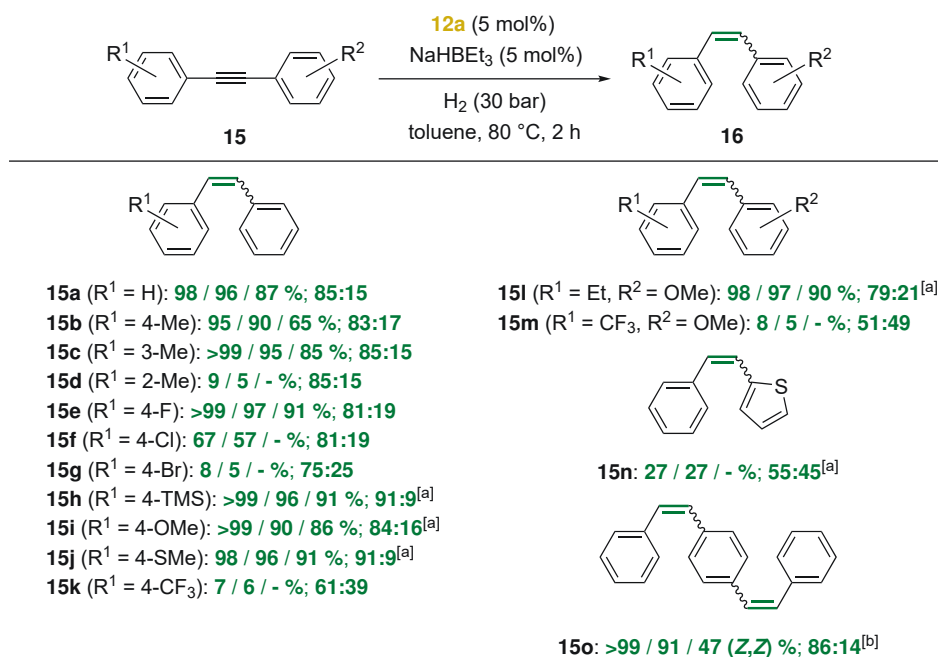 R¹ R²
15
12a (5 mol%)
NaHBEt₃ (5 mol%)
H₂ (30 bar)
toluene, 80 °C, 2 h
R¹ R²
16
R¹
15a (R¹ = H): 98 / 96 / 87 %; 85:15
15b (R¹ = 4-Me): 95 / 90 / 65 %; 83:17
15c (R¹ = 3-Me): >99 / 95 / 85 %; 85:15
15d (R¹ = 2-Me): 9 / 5 / - %; 85:15
15e (R¹ = 4-F): >99 / 97 / 91 %; 81:19
15f (R¹ = 4-Cl): 67 / 57 / - %; 81:19
15g (R¹ = 4-Br): 8 / 5 / - %; 75:25
15h (R¹ = 4-TMS): >99 / 96 / 91 %; 91:9[a]
15i (R¹ = 4-OMe): >99 / 90 / 86 %; 84:16[a]
15j (R¹ = 4-SMe): 98 / 96 / 91 %; 91:9[a]
15k (R¹ = 4-CF₃): 7 / 6 / - %; 61:39
R¹ R²
15l (R¹ = Et, R² = OMe): 98 / 97 / 90 %; 79:21[a]
15m (R¹ = CF₃, R² = OMe): 8 / 5 / - %; 51:49
S
15n: 27 / 27 / - %; 55:45[a]
15o: >99 / 91 / 47 (Z,Z) %; 86:14[b]